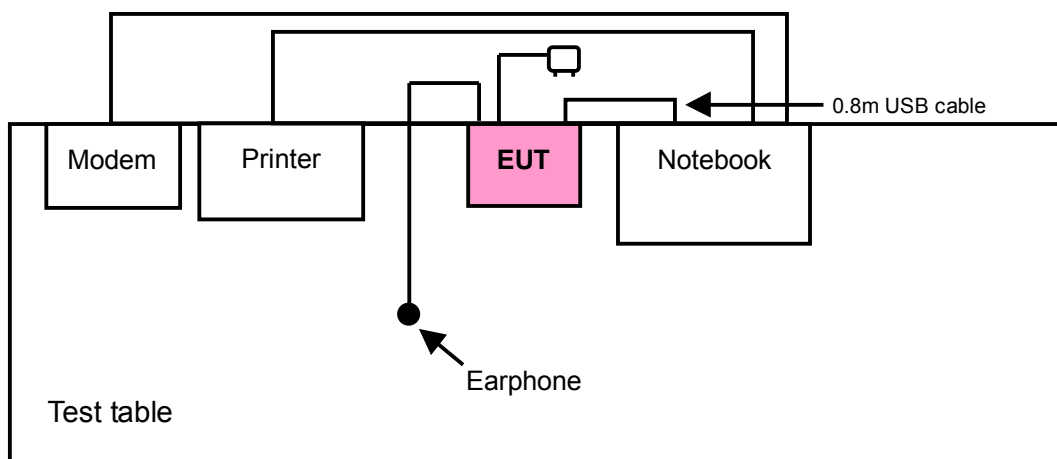 0.8m USB cable
Modem
Printer
EUT
Notebook
Earphone
Test table